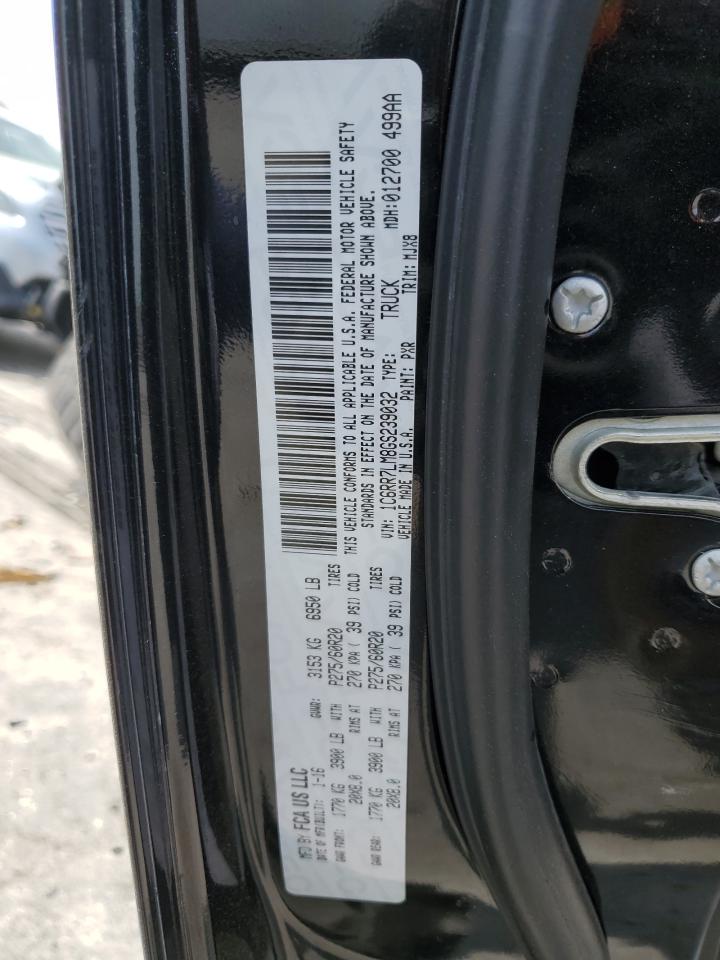 MFD BY FCA US LLC
DATE OF MFR(BUILT): 1-16 GVWR: 3153 KG 6950 LB
GAWR FRONT: 1770 KG 3900 LB WITH P275/60R20 TIRES
20X8.0 RIMS AT 270 KPA ( 39 PSI) COLD
GAWR REAR: 1770 KG 3900 LB WITH P275/60R20 TIRES
20X8.0 RIMS AT 270 KPA ( 39 PSI) COLD
THIS VEHICLE CONFORMS TO ALL APPLICABLE U.S.A. FEDERAL MOTOR VEHICLE SAFETY
STANDARDS IN EFFECT ON THE DATE OF MANUFACTURE SHOWN ABOVE.
VIN: 1C6RR7LM8GS239032 TYPE: TRUCK MDH:012700 499AA
VEHICLE MADE IN U.S.A. PAINT: PXR TRIM: MJX8